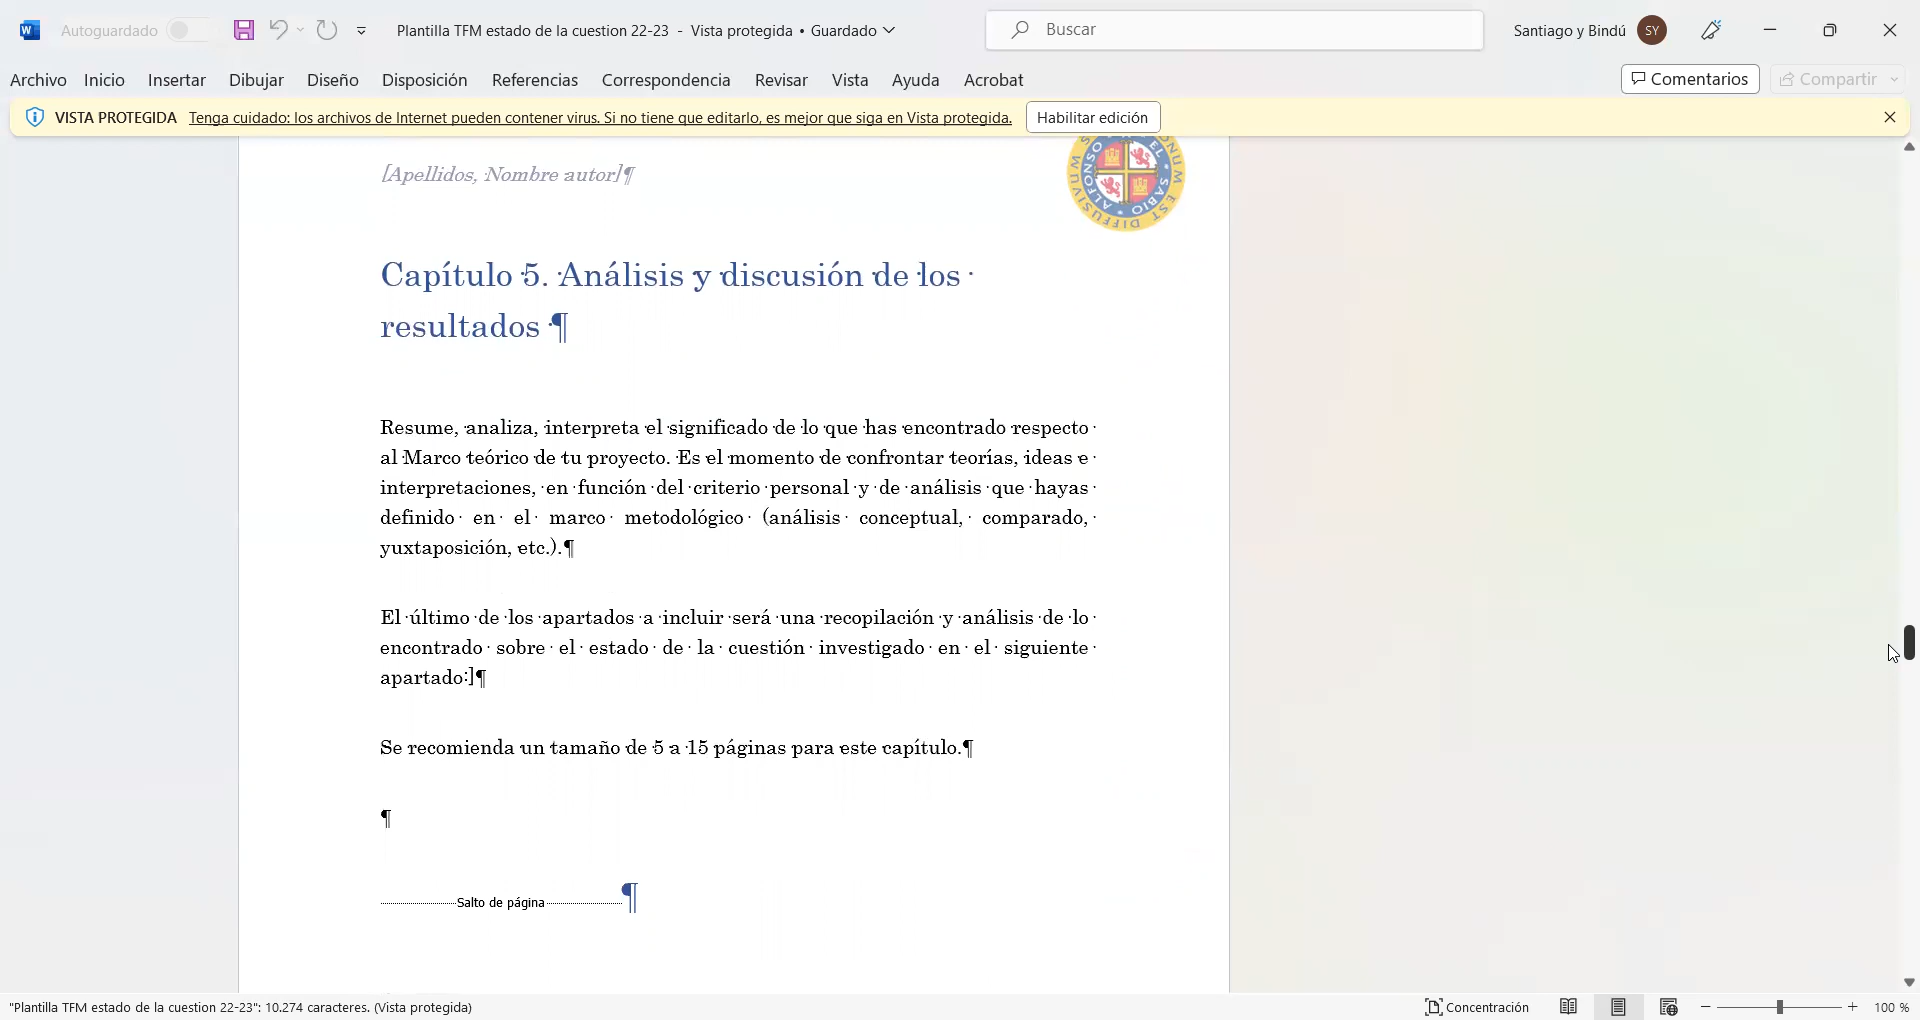 Autoguardado
Plantilla TFM estado de la cuestion 22-23 - Vista protegida • Guardado
Buscar
Santiago y Bindú
SY
Archivo Inicio Insertar Dibujar Diseño Disposición Referencias Correspondencia Revisar Vista Ayuda Acrobat
Comentarios
Compartir
VISTA PROTEGIDA Tenga cuidado: los archivos de Internet pueden contener virus. Si no tiene que editarlo, es mejor que siga en Vista protegida.
Habilitar edición
[Apellidos, Nombre autor]¶
ALFONSO EL SABIO
NUM EST DIFFUSIVUM
Capítulo 5. Análisis y discusión de los
resultados ¶
Resume, analiza, interpreta el significado de lo que has encontrado respecto
al Marco teórico de tu proyecto. Es el momento de confrontar teorías, ideas e
interpretaciones, en función del criterio personal y de análisis que hayas
definido en el marco metodológico (análisis conceptual, comparado,
yuxtaposición, etc.).¶
El último de los apartados a incluir será una recopilación y análisis de lo
encontrado sobre el estado de la cuestión investigado en el siguiente
apartado:]¶
Se recomienda un tamaño de 5 a 15 páginas para este capítulo.¶
¶
Salto de página ¶
"Plantilla TFM estado de la cuestion 22-23": 10.274 caracteres. (Vista protegida)
Concentración
100 %